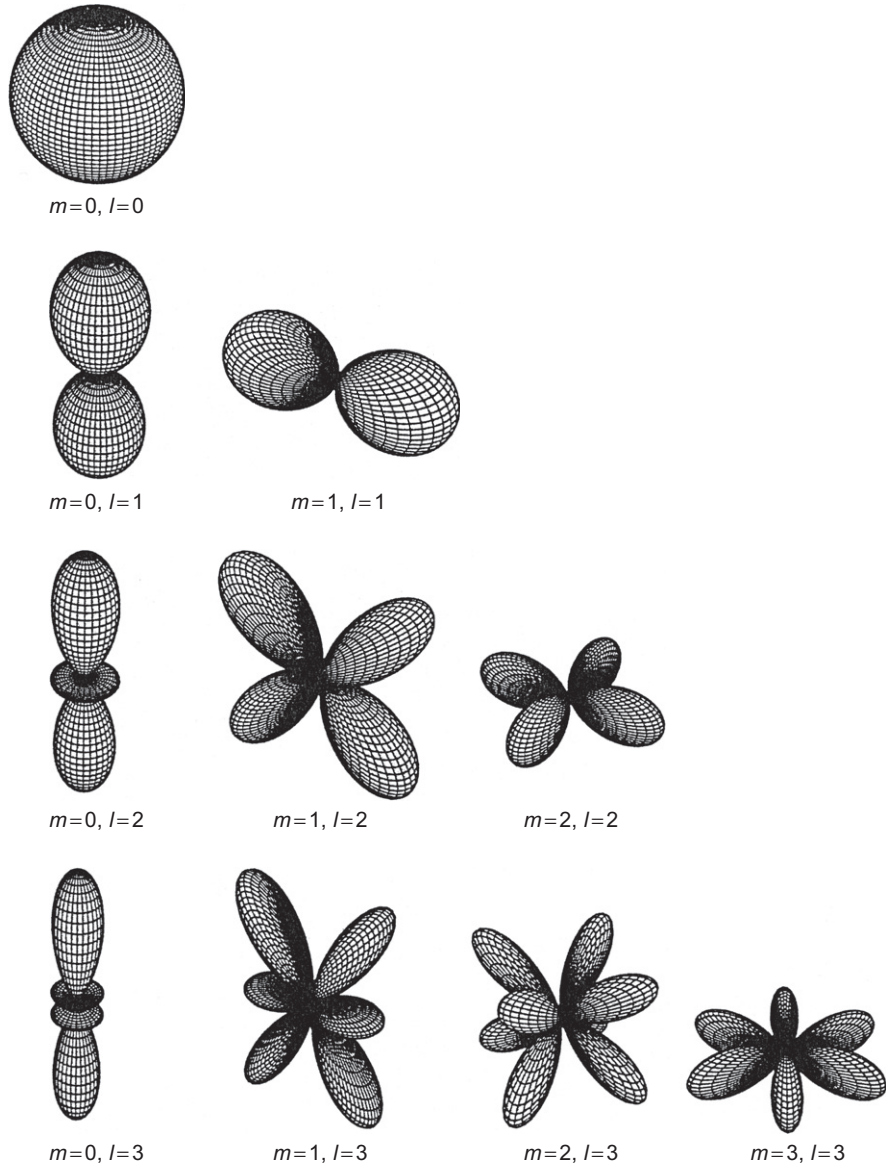 m=0, l=0
m=0, l=1
m=1, l=1
m=0, l=2
m=1, l=2
m=2, l=2
m=0, l=3
m=1, l=3
m=2, l=3
m=3, l=3